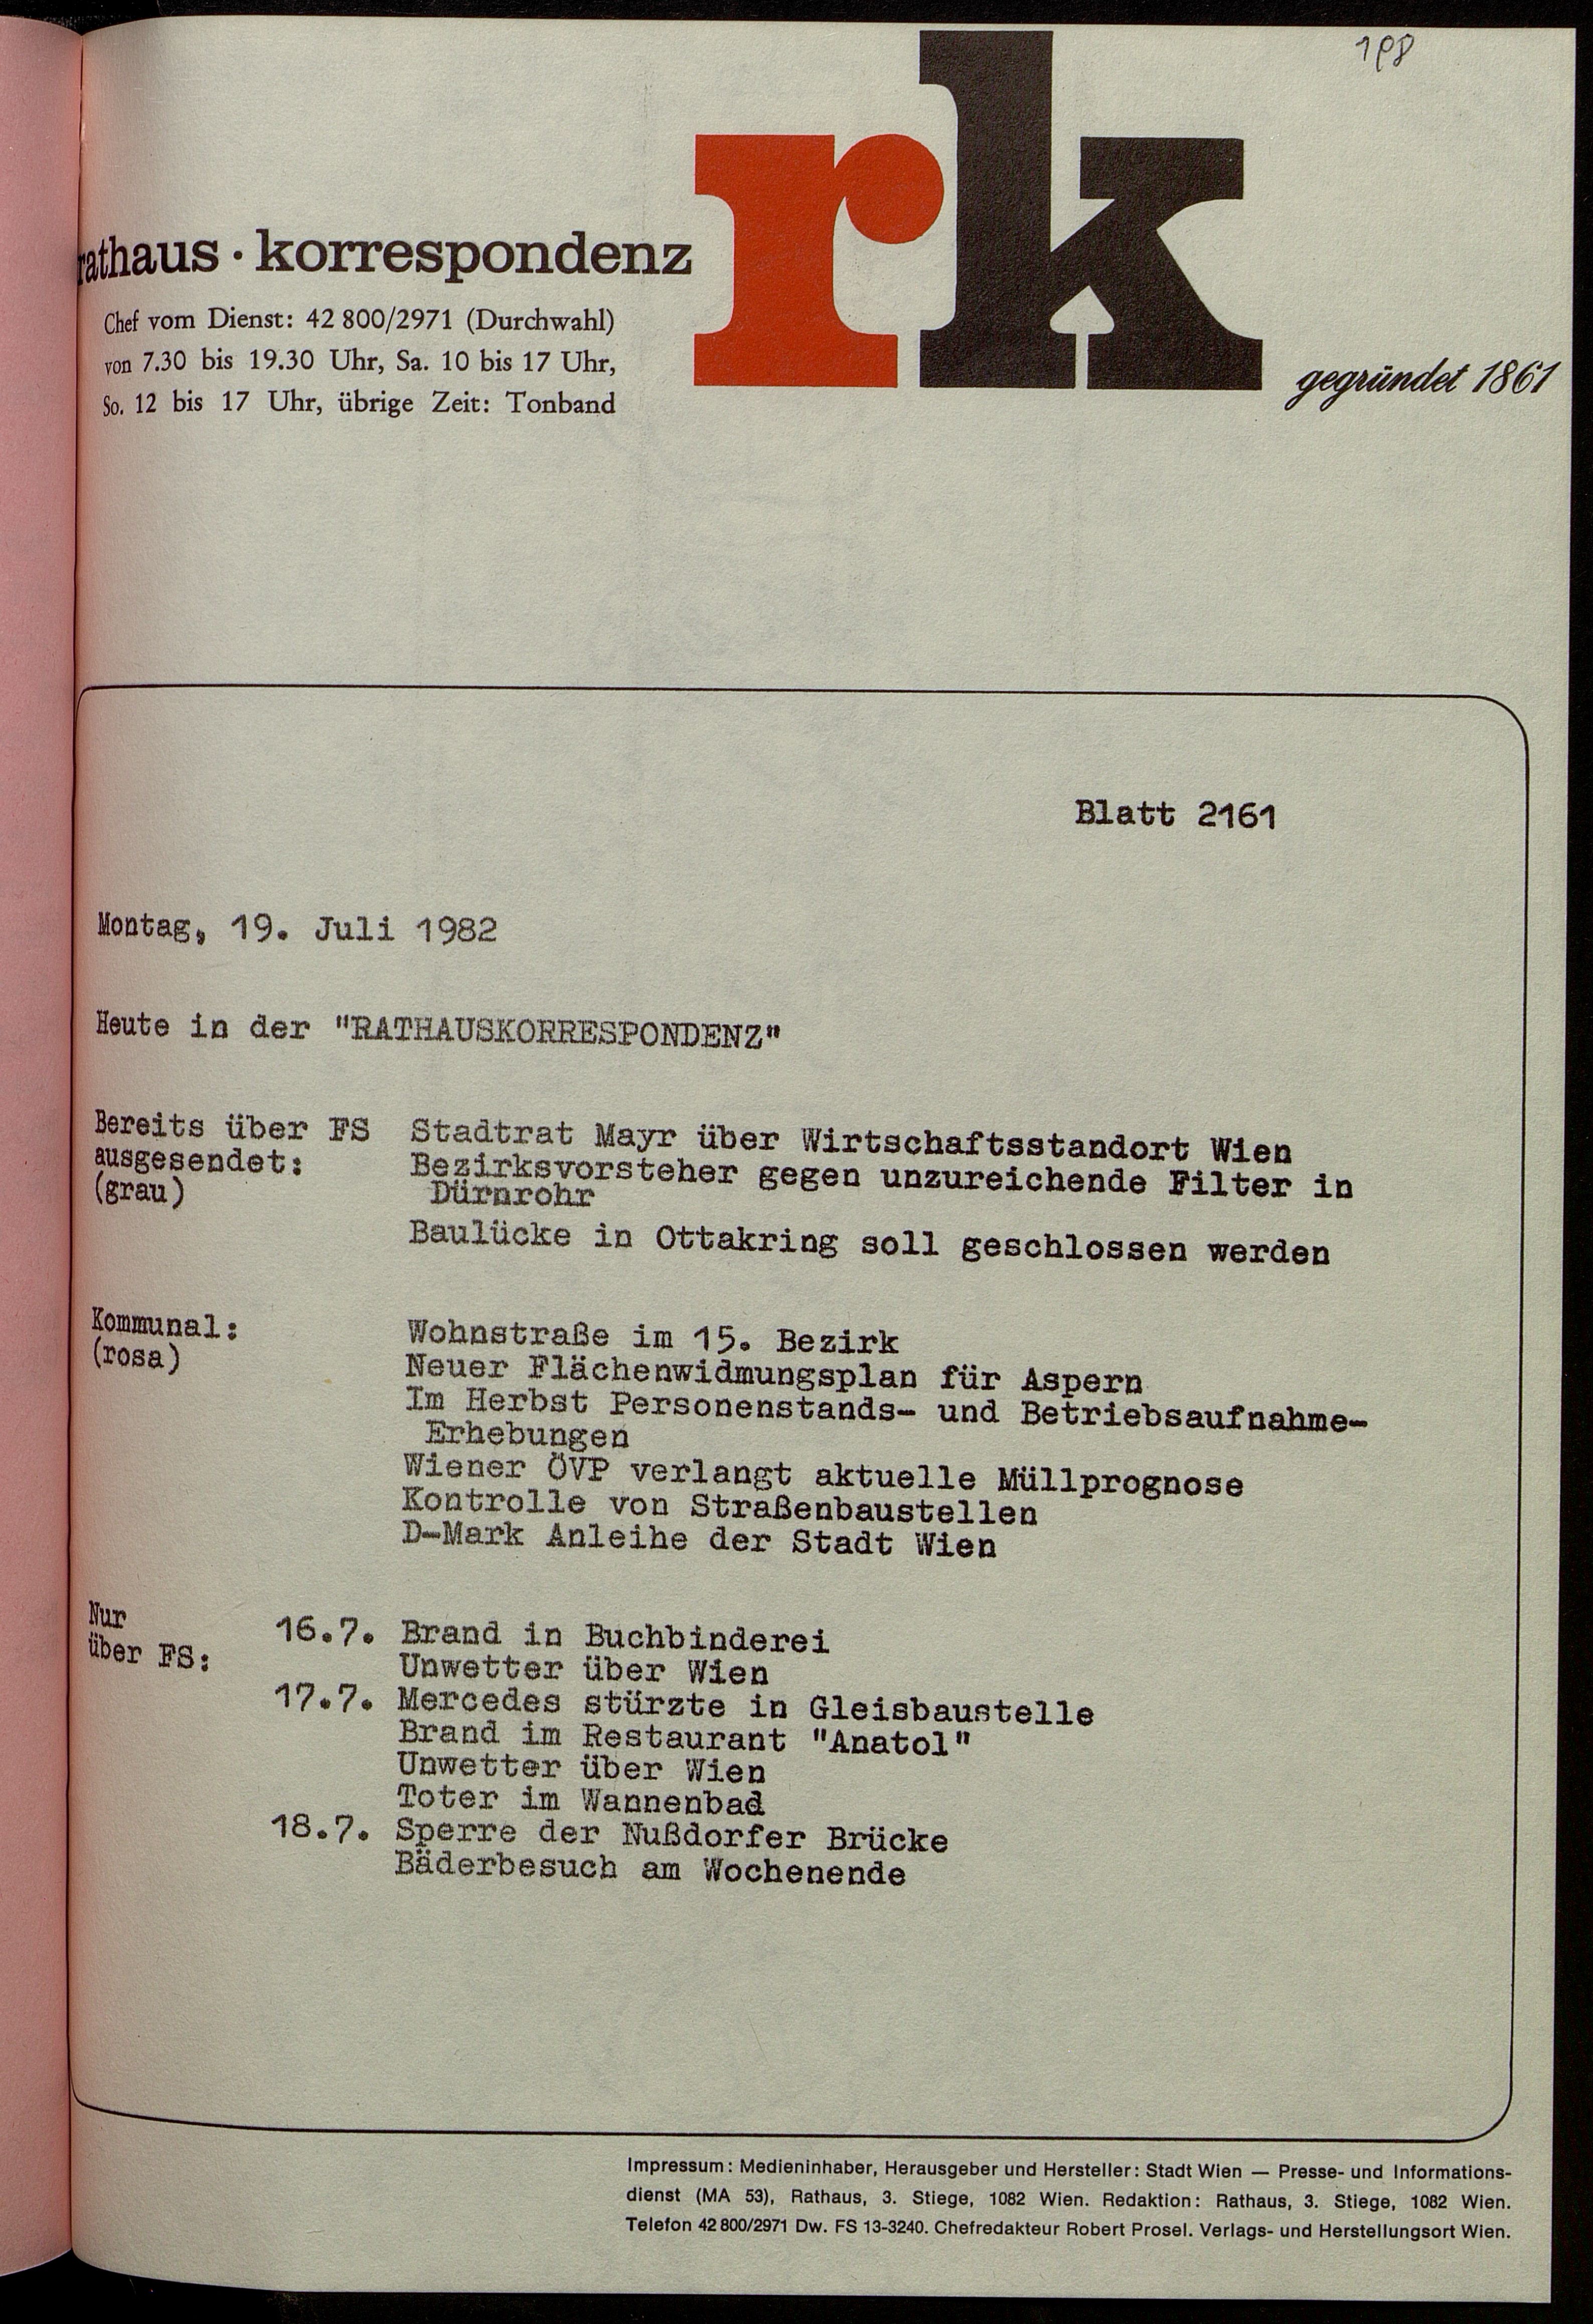 198
rk
rathaus · korrespondenz
Chef vom Dienst: 42 800/2971 (Durchwahl)
von 7.30 bis 19.30 Uhr, Sa. 10 bis 17 Uhr,
So. 12 bis 17 Uhr, übrige Zeit: Tonband
gegründet 1861
Blatt 2161
Montag, 19. Juli 1982
Heute in der "RATHAUSKORRESPONDENZ"
Bereits über FS
ausgesendet:
(grau)
Stadtrat Mayr über Wirtschaftsstandort Wien
Bezirksvorsteher gegen unzureichende Filter in
Dürnrohr
Baulücke in Ottakring soll geschlossen werden
Kommunal:
(rosa)
Wohnstraße im 15. Bezirk
Neuer Flächenwidmungsplan für Aspern
Im Herbst Personenstands- und Betriebsaufnahme-
Erhebungen
Wiener ÖVP verlangt aktuelle Müllprognose
Kontrolle von Straßenbaustellen
D-Mark Anleihe der Stadt Wien
Nur
über FS:
16.7. Brand in Buchbinderei
Unwetter über Wien
17.7. Mercedes stürzte in Gleisbaustelle
Brand im Restaurant "Anatol"
Unwetter über Wien
Toter im Wannenbad
18.7. Sperre der Nußdorfer Brücke
Bäderbesuch am Wochenende
Impressum: Medieninhaber, Herausgeber und Hersteller: Stadt Wien — Presse- und Informations-
dienst (MA 53), Rathaus, 3. Stiege, 1082 Wien. Redaktion: Rathaus, 3. Stiege, 1082 Wien.
Telefon 42 800/2971 Dw. FS 13-3240. Chefredakteur Robert Prosel. Verlags- und Herstellungsort Wien.